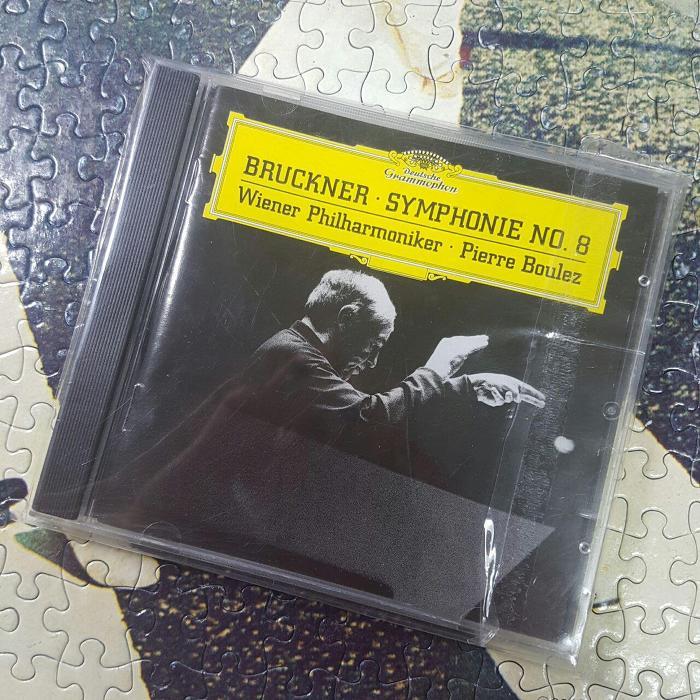 Deutsche
Grammophon
BRUCKNER · SYMPHONIE NO. 8
Wiener Philharmoniker · Pierre Boulez